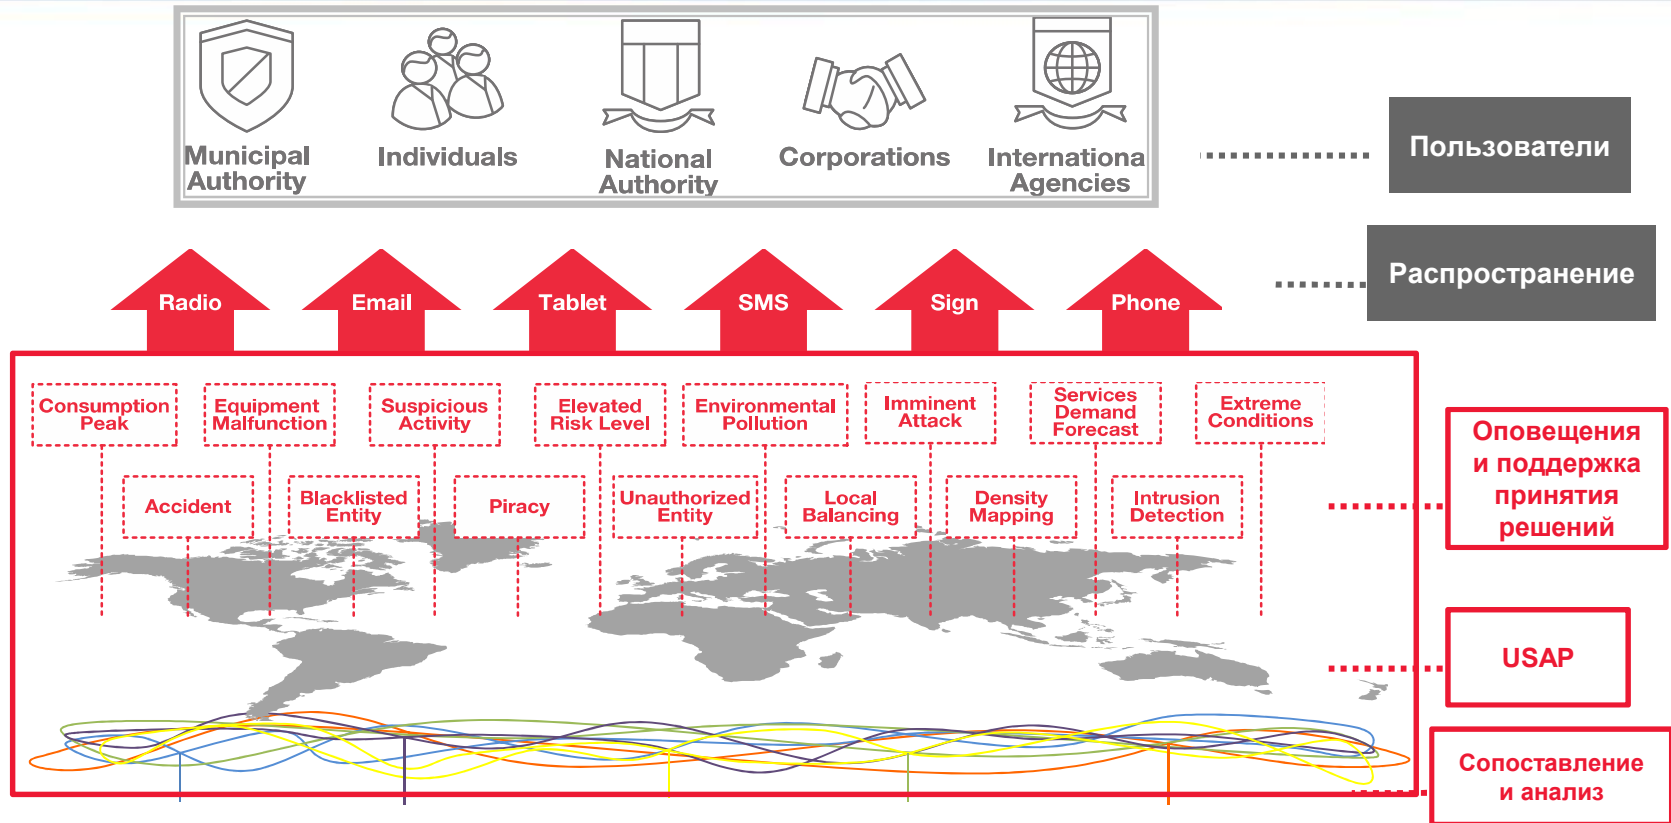 Municipal
Authority
Individuals
National
Authority
Corporations
Internationa
Agencies
Пользователи
Распространение
Radio
Email
Tablet
SMS
Sign
Phone
Consumption
Peak
Equipment
Malfunction
Suspicious
Activity
Elevated
Risk Level
Environmental
Pollution
Imminent
Attack
Services
Demand
Forecast
Extreme
Conditions
Accident
Blacklisted
Entity
Piracy
Unauthorized
Entity
Local
Balancing
Density
Mapping
Intrusion
Detection
Оповещения
и поддержка
принятия
решений
USAP
Сопоставление
и анализ